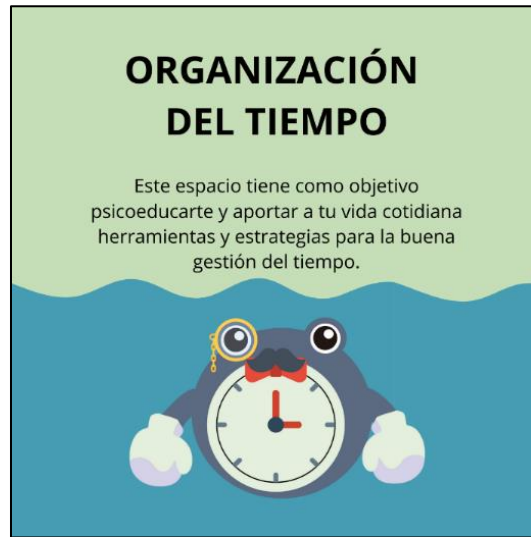 ORGANIZACIÓN
DEL TIEMPO
Este espacio tiene como objetivo
psicoeducarte y aportar a tu vida cotidiana
herramientas y estrategias para la buena
gestión del tiempo.